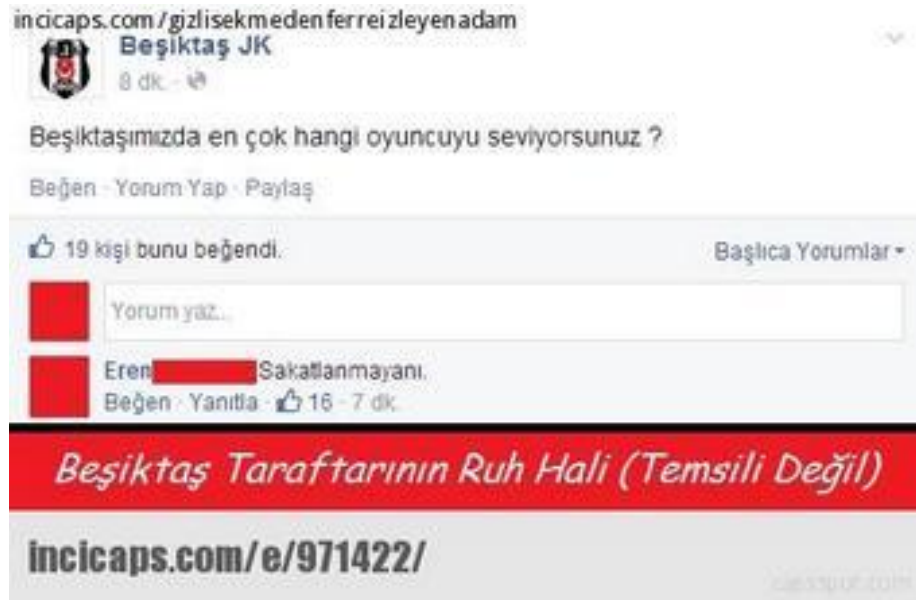 incicaps.com/gizlisekmedenferreizleyenadam
Beşiktaş JK
8 dk.
Beşiktaşımızda en çok hangi oyuncuyu seviyorsunuz ?
Beğen · Yorum Yap · Paylaş
19 kişi bunu beğendi. Başlıca Yorumlar
Yorum yaz...
Eren Sakatlanmayanı.
Beğen · Yanıtla · 16 · 7 dk.
Beşiktaş Taraftarının Ruh Hali (Temsili Değil)
incicaps.com/e/971422/